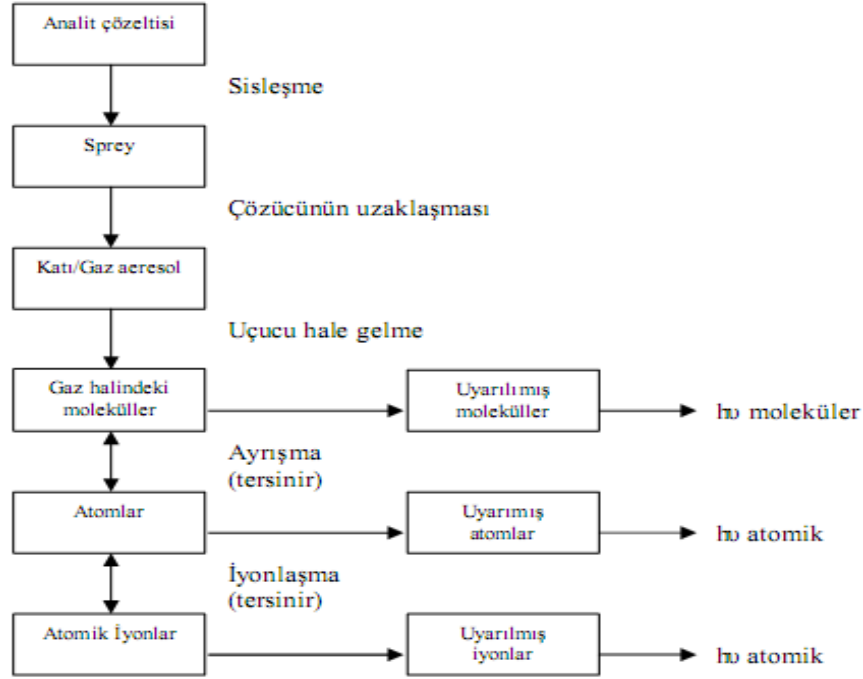 Analit çözeltisi
Sisleşme
Sprey
Çözücünün uzaklaşması
Katı/Gaz aeresol
Uçucu hale gelme
Gaz halindeki
moleküller
Uyarılımış
moleküller
hυ moleküler
Ayrışma
(tersinir)
Atomlar
Uyarımış
atomlar
hυ atomik
İyonlaşma
(tersinir)
Atomik İyonlar
Uyarılmış
iyonlar
hυ atomik